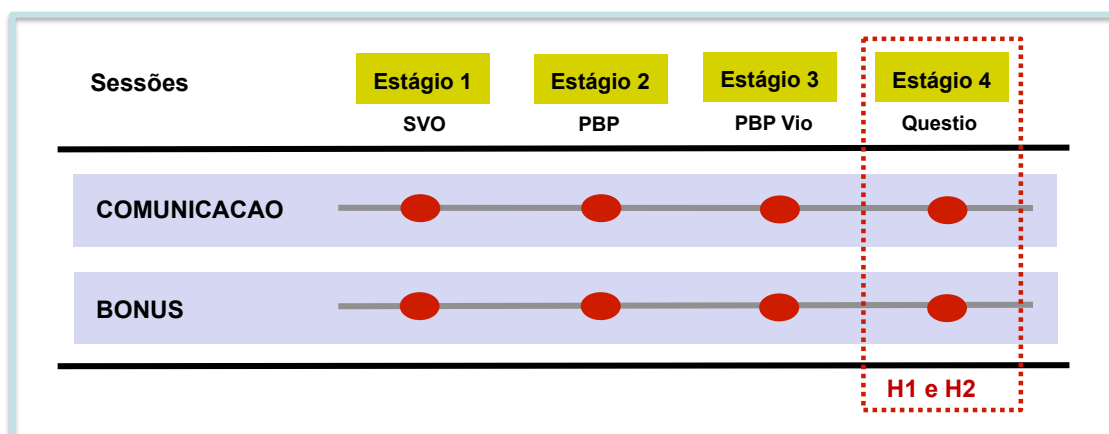 Sessões
Estágio 1
Estágio 2
Estágio 3
Estágio 4
SVO
PBP
PBP Vio
Questio
COMUNICACAO
BONUS
H1 e H2